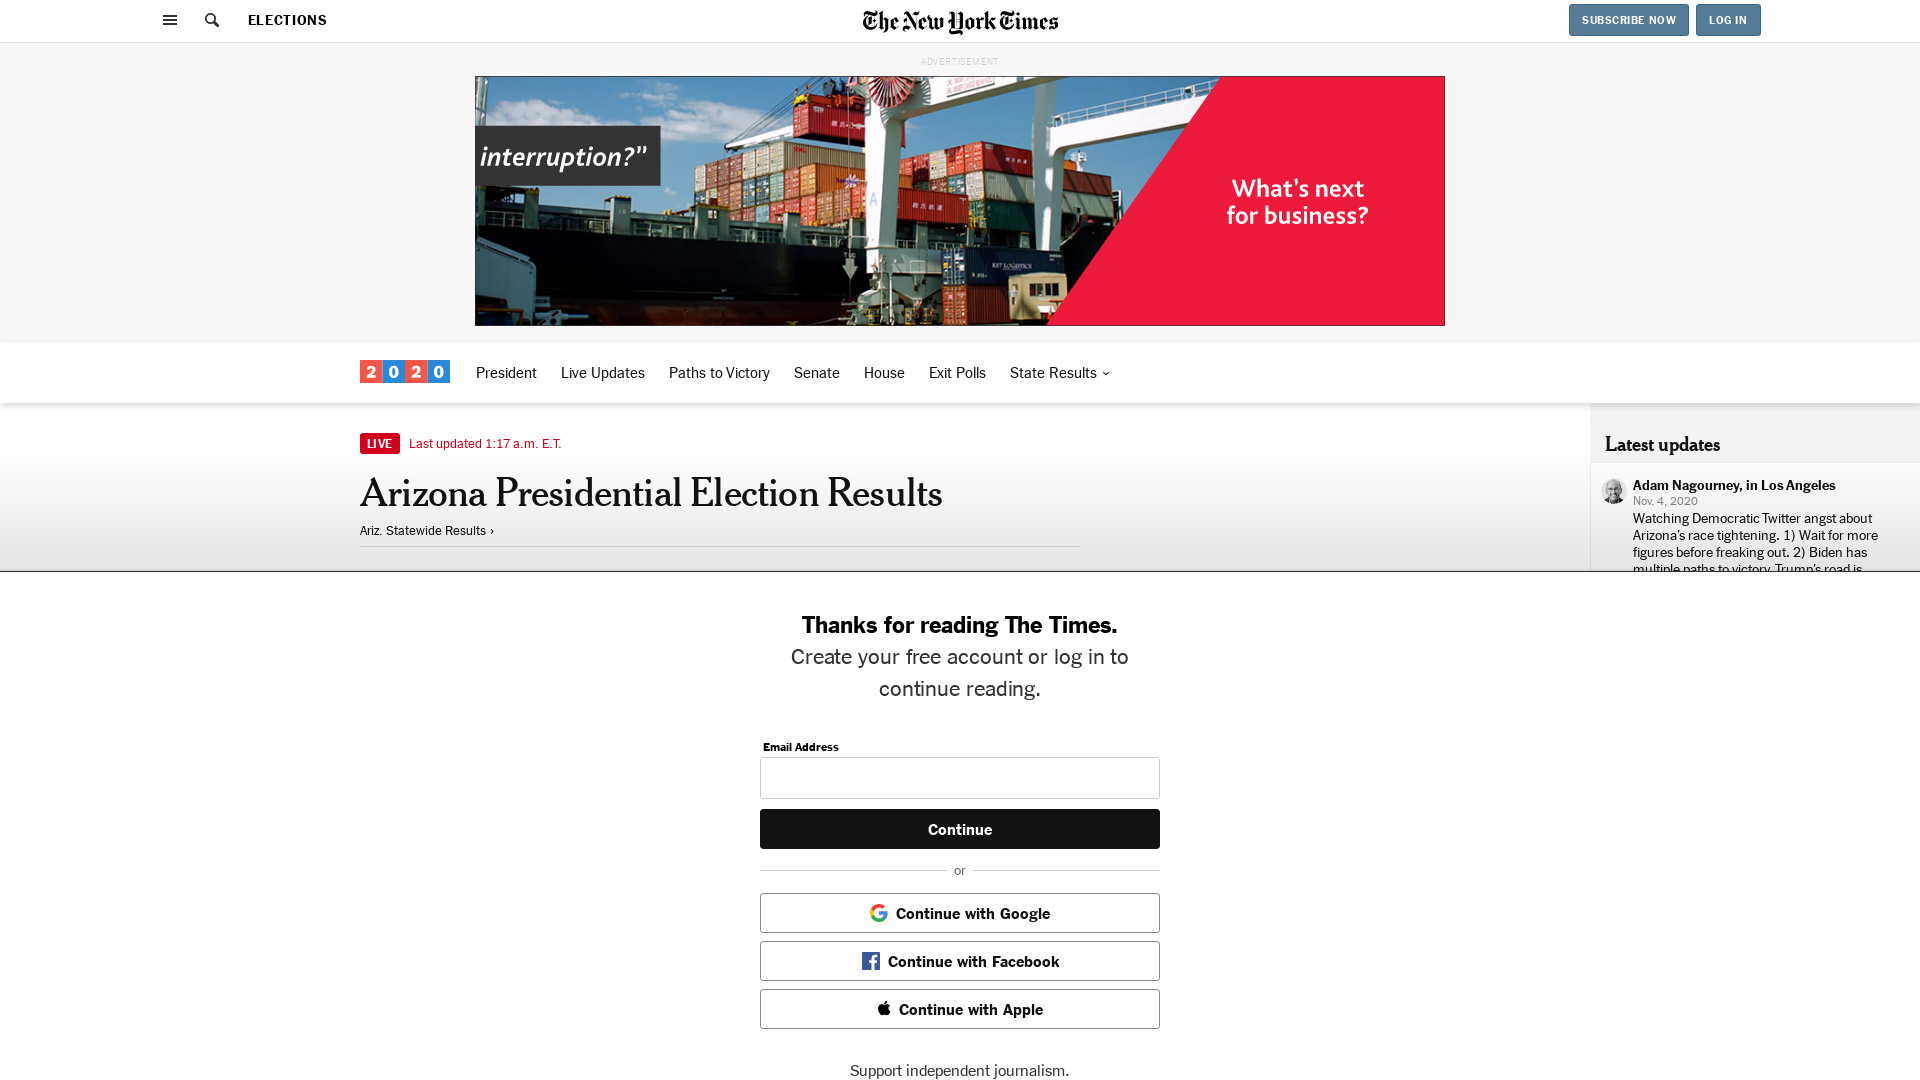 ELECTIONS
The New York Times
SUBSCRIBE NOW
LOG IN
ADVERTISEMENT
interruption?”
What’s next
for business?
2020
President
Live Updates
Paths to Victory
Senate
House
Exit Polls
State Results
LIVE
Last updated 1:17 a.m. E.T.
Arizona Presidential Election Results
Ariz. Statewide Results ›
Latest updates
Adam Nagourney, in Los Angeles
Nov. 4, 2020
Watching Democratic Twitter angst about
Arizona’s race tightening. 1) Wait for more
figures before freaking out. 2) Biden has
multiple paths to victory. Trump’s road is
Thanks for reading The Times.
Create your free account or log in to
continue reading.
Email Address
Continue
or
Continue with Google
Continue with Facebook
Continue with Apple
Support independent journalism.